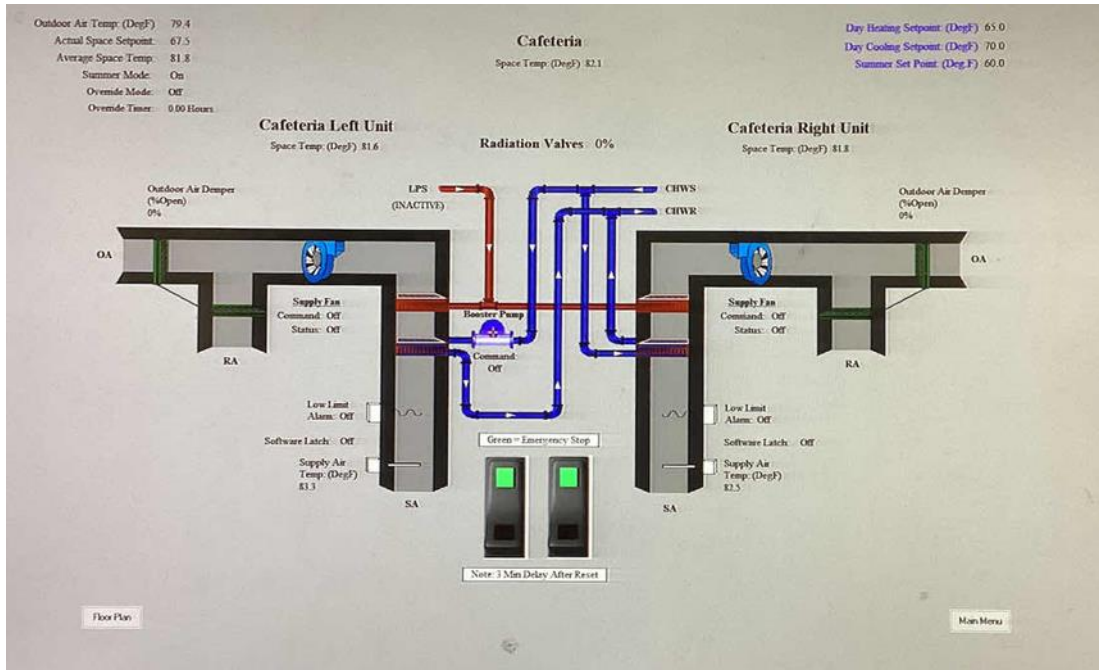 Outdoor Air Temp: (DegF) 79.4
Actual Space Setpoint: 67.5
Average Space Temp: 81.8
Summer Mode: On
Override Mode: Off
Override Timer: 0.00 Hours
Cafeteria
Space Temp: (DegF) 82.1
Day Heating Setpoint: (DegF) 65.0
Day Cooling Setpoint: (DegF) 70.0
Summer Set Point: (Deg.F) 60.0
Cafeteria Left Unit
Space Temp: (DegF) 81.6
Radiation Valves 0%
Cafeteria Right Unit
Space Temp: (DegF) 81.8
Outdoor Air Damper
(%Open)
0%
LPS
(INACTIVE)
CHWS
CHWR
Outdoor Air Damper
(%Open)
0%
OA
OA
Supply Fan
Command: Off
Status: Off
Booster Pump
Supply Fan
Command: Off
Status: Off
RA
Command:
Off
RA
Low Limit
Alarm: Off
Low Limit
Alarm: Off
Software Latch: Off
Green = Emergency Stop
Software Latch: Off
Supply Air
Temp: (DegF)
83.3
Supply Air
Temp: (DegF)
82.5
SA
SA
Note: 3 Min Delay After Reset
Floor Plan
Main Menu